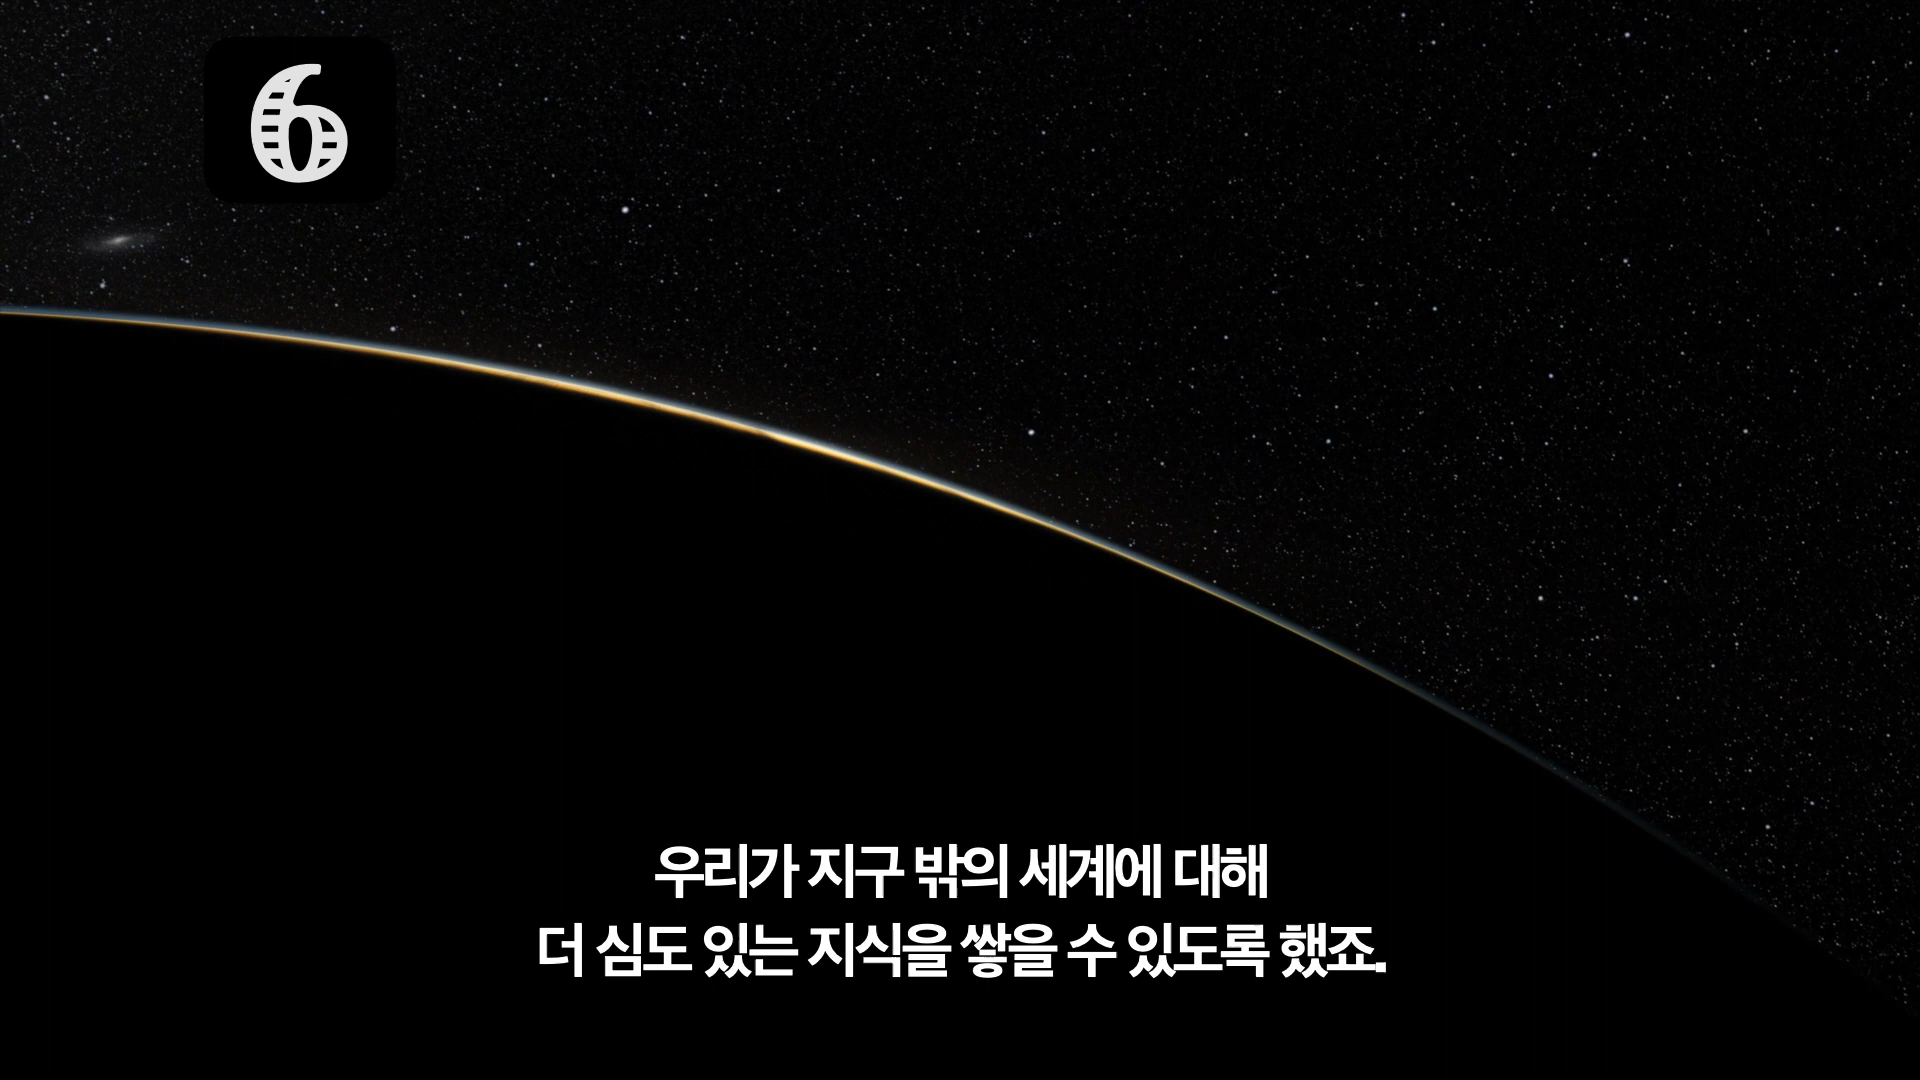 6
우리가 지구 밖의 세계에 대해
더 심도 있는 지식을 쌓을 수 있도록 했죠.